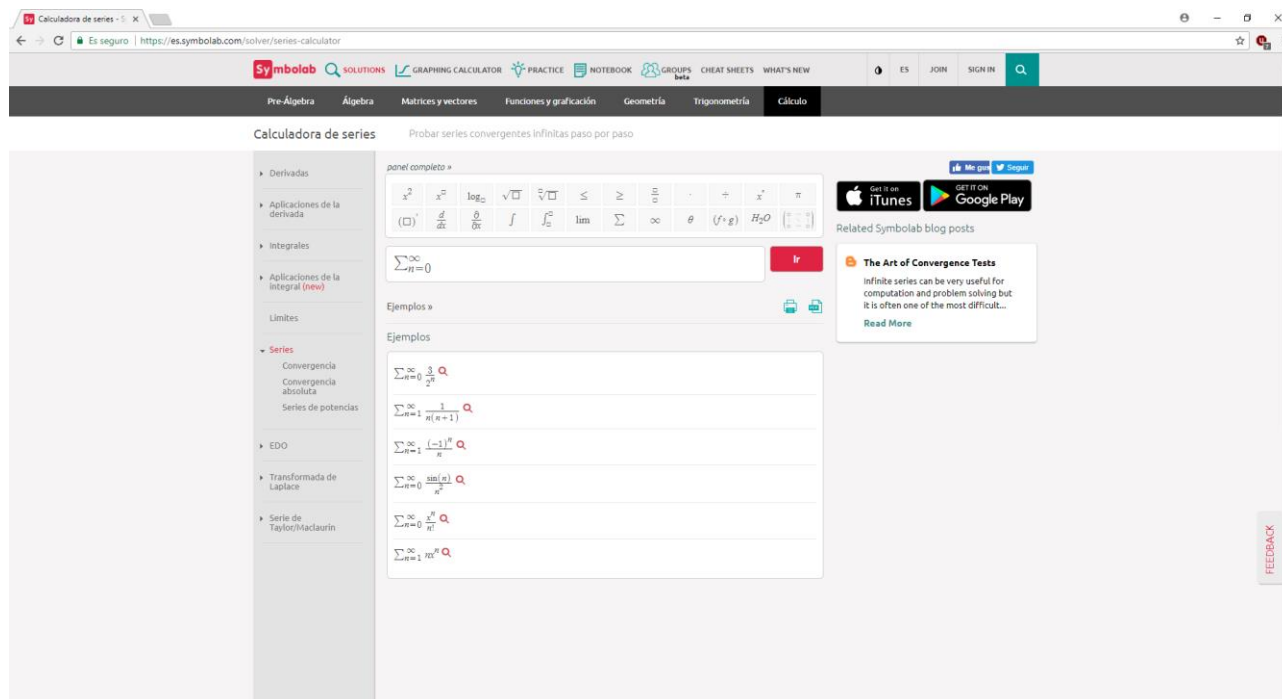 Calculadora de series - S
Es seguro | https://es.symbolab.com/solver/series-calculator
Symbolab SOLUTIONS GRAPHING CALCULATOR PRACTICE NOTEBOOK GROUPS beta CHEAT SHEETS WHAT'S NEW ES JOIN SIGN IN
Pre-Álgebra Álgebra Matrices y vectores Funciones y graficación Geometría Trigonometría Cálculo
Calculadora de series Probar series convergentes infinitas paso por paso
Derivadas
Aplicaciones de la
derivada
Integrales
Aplicaciones de la
integral (new)
Limites
Series
Convergencia
Convergencia
absoluta
Series de potencias
EDO
Transformada de
Laplace
Serie de
Taylor/Maclaurin
panel completo »
x² x^□ log□ √□ ⁿ√□ ≤ ≥ □/□ · ÷ x° π
(□)' d/dx ∂/∂x ∫ ∫□^□ lim ∑ ∞ θ (f∘g) H₂O
∑_{n=0}^∞
Ir
Ejemplos »
Ejemplos
∑_{n=0}^∞ 3/2^n
∑_{n=1}^∞ 1/(n(n+1))
∑_{n=1}^∞ (-1)^n/n
∑_{n=0}^∞ sin(n)/n^2
∑_{n=0}^∞ x^n/n!
∑_{n=1}^∞ nx^n
Me gus Seguir
Get it on iTunes
GET IT ON Google Play
Related Symbolab blog posts
The Art of Convergence Tests
Infinite series can be very useful for
computation and problem solving but
it is often one of the most difficult...
Read More
FEEDBACK